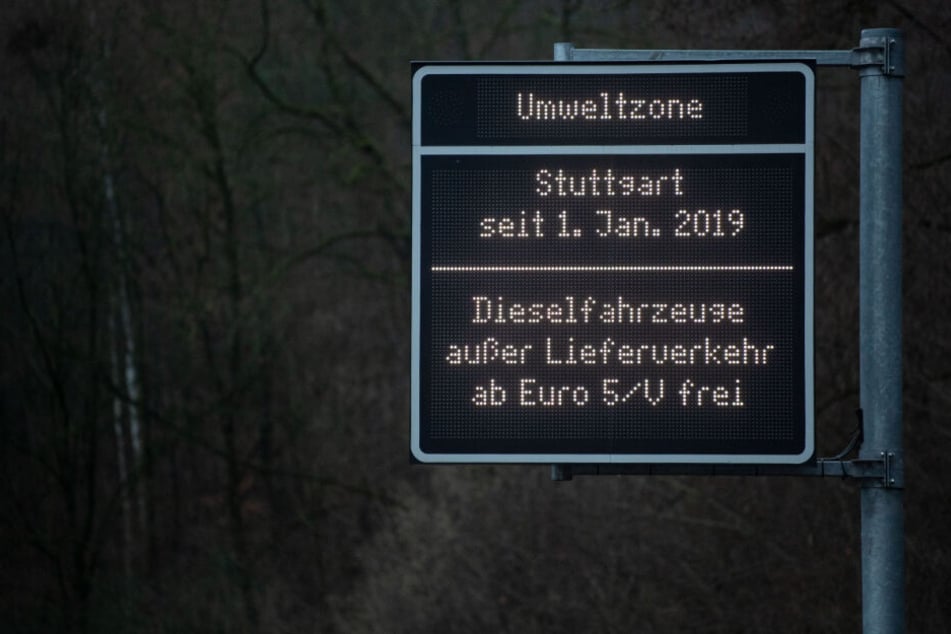 Umweltzone
Stuttgart
seit 1. Jan. 2019
Dieselfahrzeuge
außer Lieferverkehr
ab Euro 5/V frei